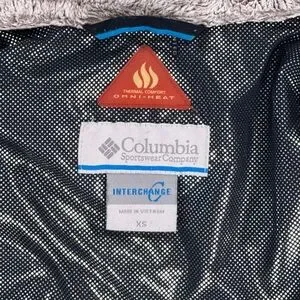 THERMAL COMFORT
OMNI-HEAT
Columbia
Sportswear Company
INTERCHANGE
MADE IN VIETNAM
XS